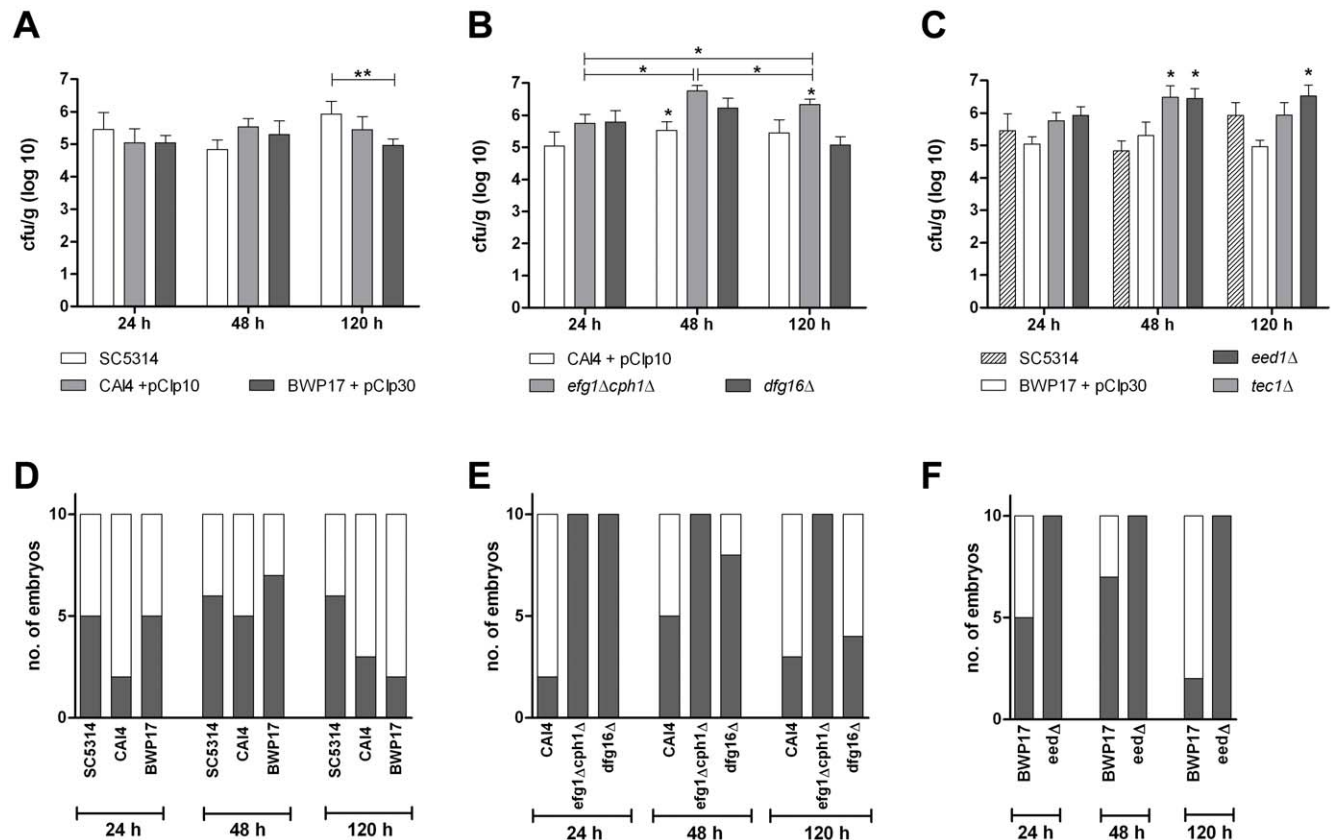 A
**
cfu/g (log 10)
7
6
5
4
3
2
1
0
24 h 48 h 120 h
SC5314
CAI4 +pCIp10 BWP17 + pCIp30
B
*
* *
* *
cfu/g (log 10)
7
6
5
4
3
2
1
0
24 h 48 h 120 h
CAI4 + pCIp10
efg1Δcph1Δ dfg16Δ
C
* * *
cfu/g (log 10)
7
6
5
4
3
2
1
0
24 h 48 h 120 h
SC5314 eed1Δ
BWP17 + pCIp30 tec1Δ
D
no. of embryos
10
5
0
SC5314 CAI4 BWP17 SC5314 CAI4 BWP17 SC5314 CAI4 BWP17
24 h 48 h 120 h
E
no. of embryos
10
5
0
CAI4 efg1Δcph1Δ dfg16Δ CAI4 efg1Δcph1Δ dfg16Δ CAI4 efg1Δcph1Δ dfg16Δ
24 h 48 h 120 h
F
no. of embryos
10
5
0
BWP17 eedΔ BWP17 eedΔ BWP17 eedΔ
24 h 48 h 120 h